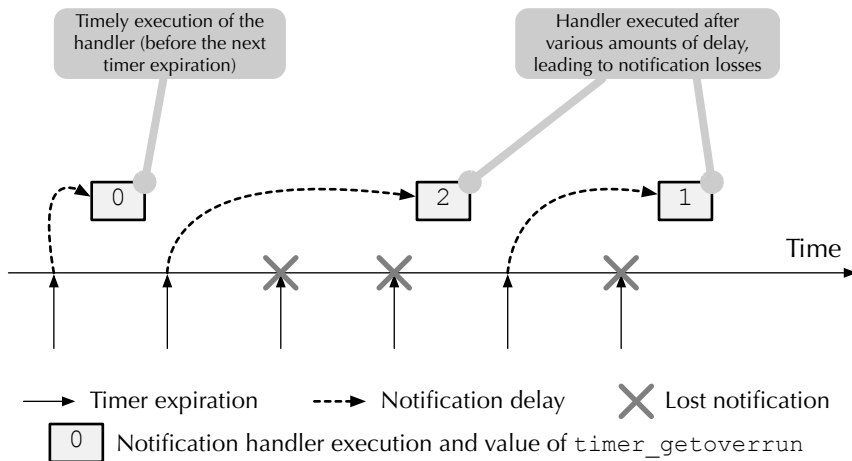 Timely execution of the
handler (before the next
timer expiration)
Handler executed after
various amounts of delay,
leading to notification losses
0
2
1
Time
Timer expiration
Notification delay
Lost notification
0
Notification handler execution and value of timer_getoverrun